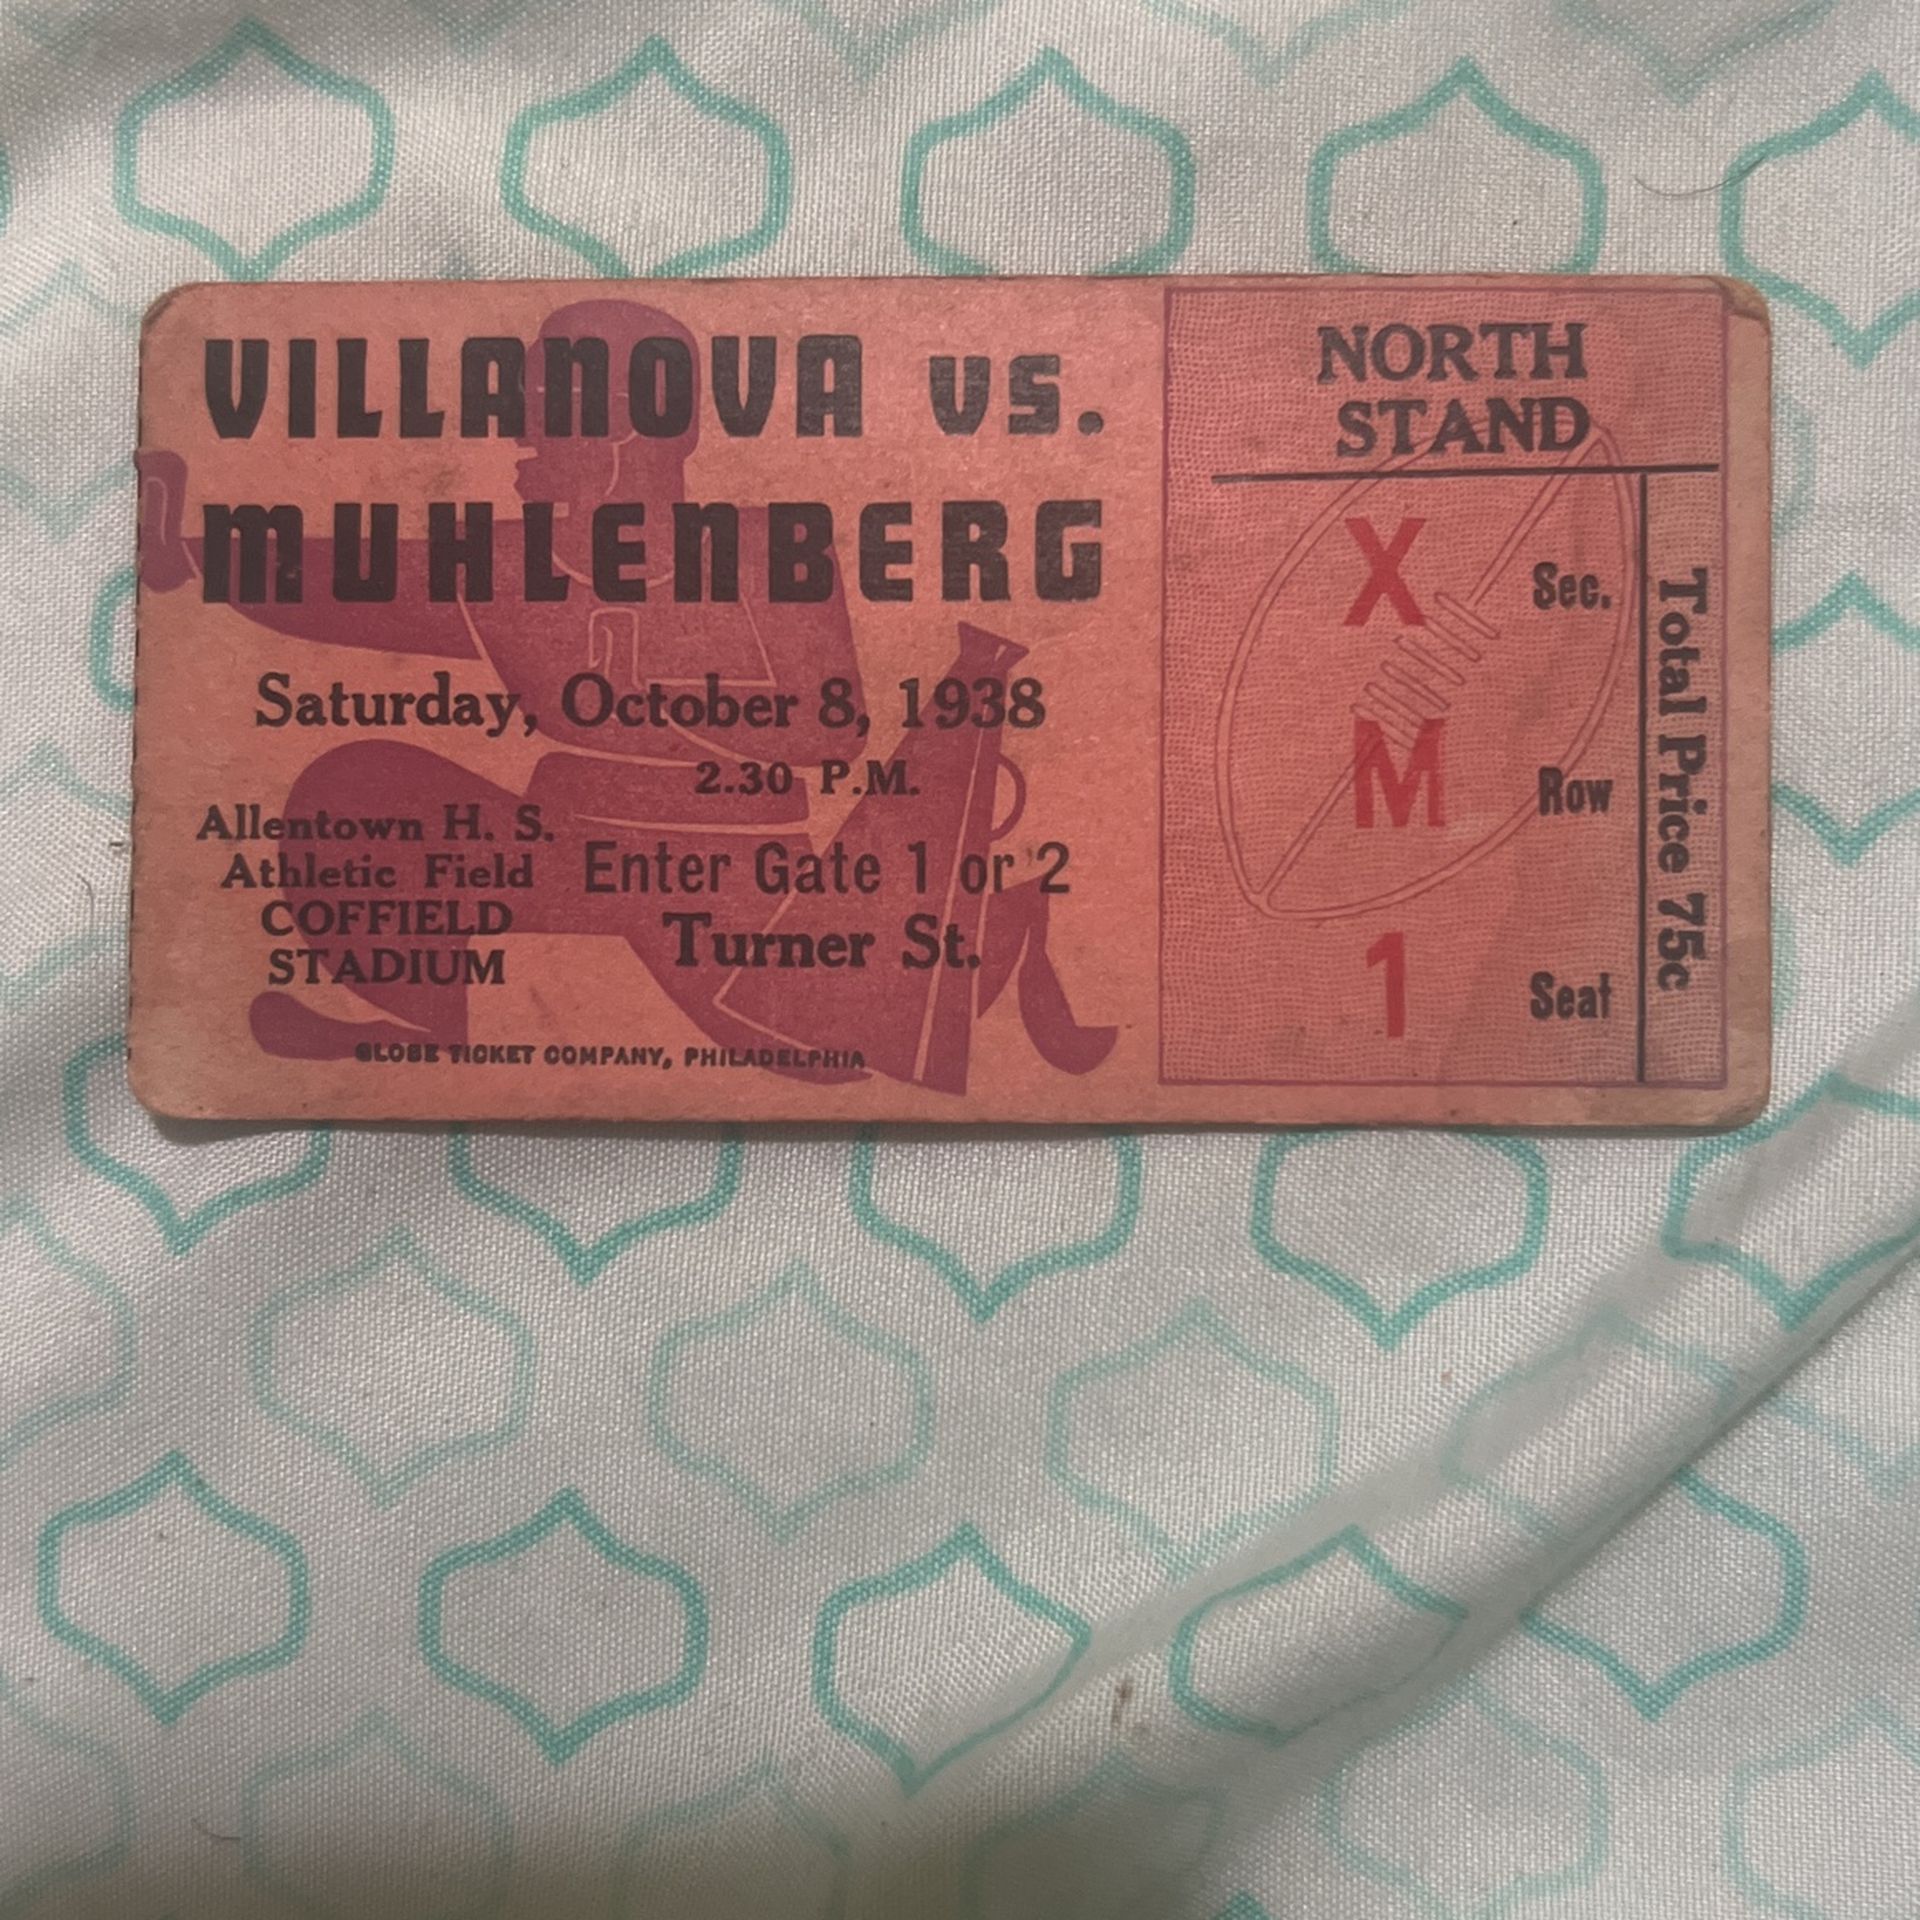 VILLANOVA vs.
MUHLENBERG
Saturday, October 8, 1938
2.30 P.M.
Allentown H. S.
Athletic Field
COFFIELD
STADIUM
Enter Gate 1 or 2
Turner St.
GLOBE TICKET COMPANY, PHILADELPHIA
NORTH
STAND
X Sec.
M Row
1 Seat
Total Price 75c